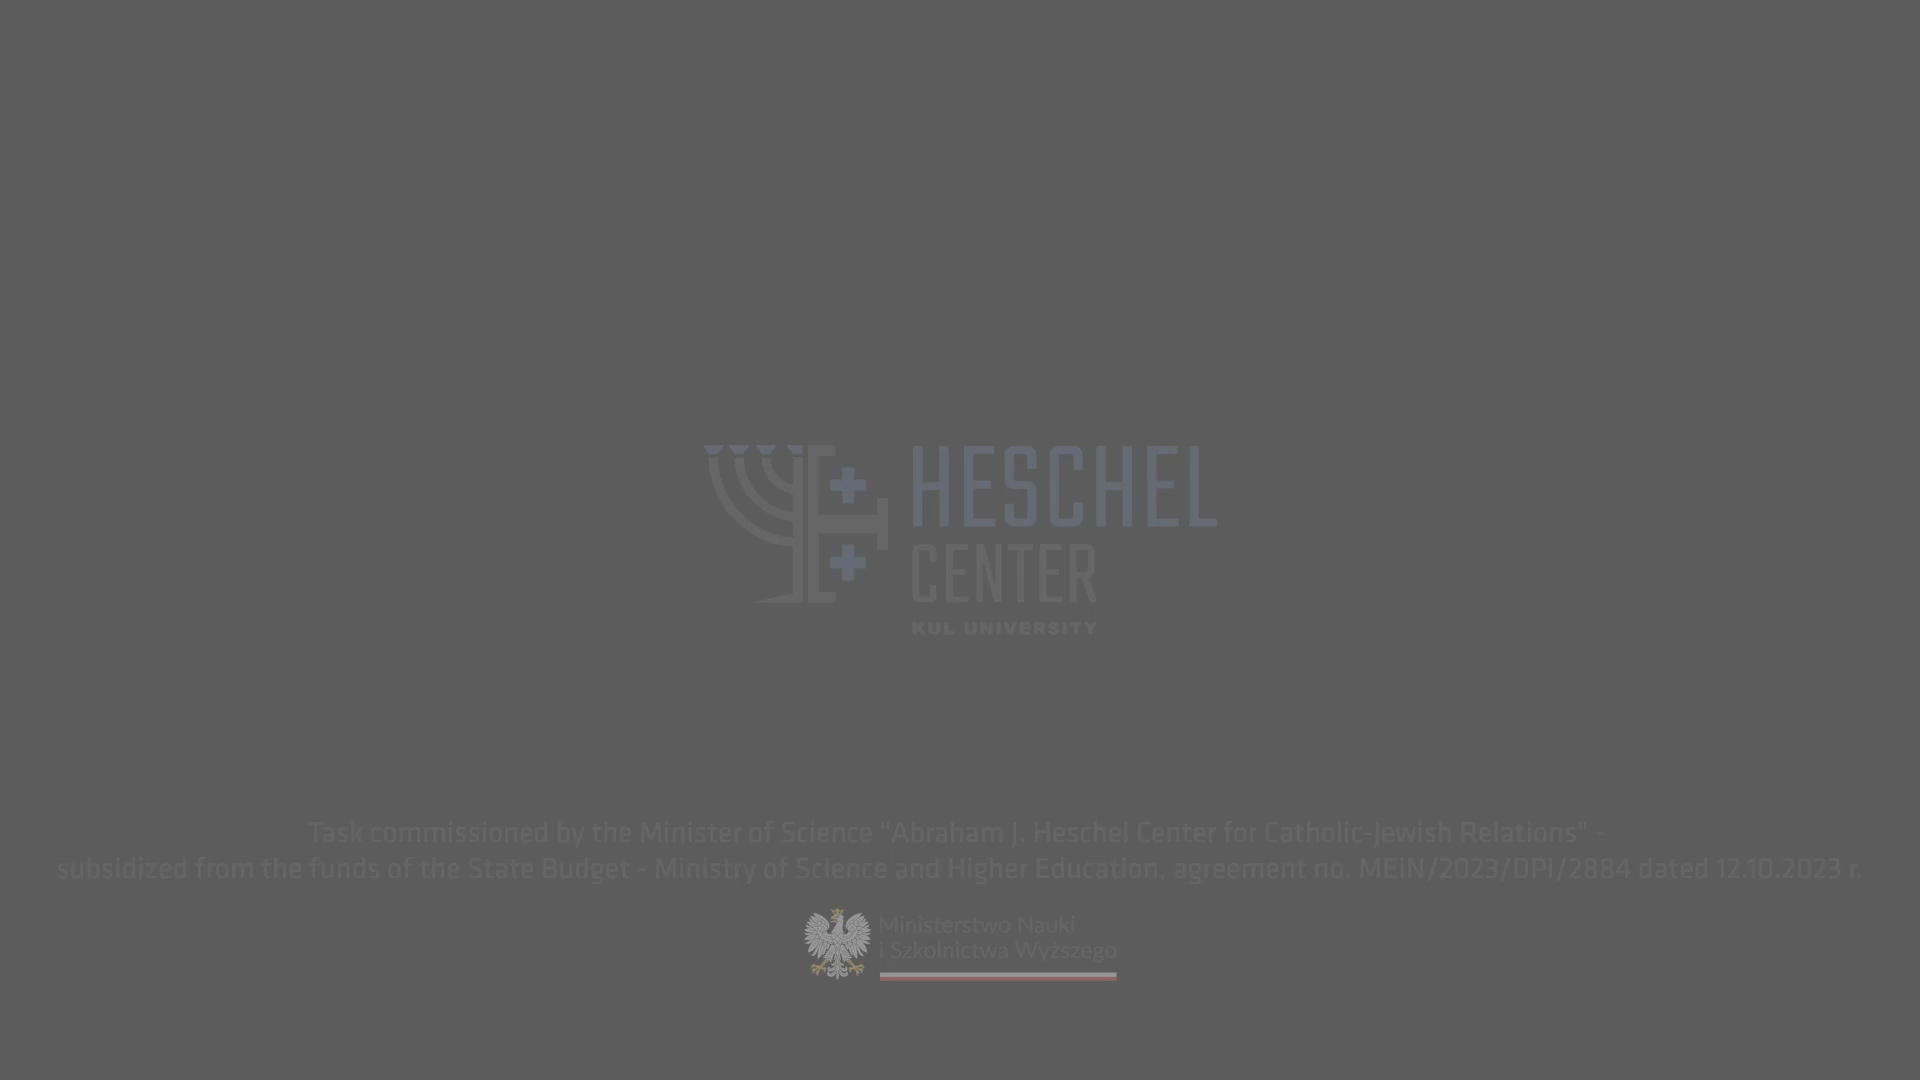 HESCHEL
CENTER
KUL UNIVERSITY
Task commissioned by the Minister of Science "Abraham J. Heschel Center for Catholic-Jewish Relations" -
subsidized from the funds of the State Budget - Ministry of Science and Higher Education, agreement no. MEiN/2023/DPI/2884 dated 12.10.2023 r.
Ministerstwo Nauki
i Szkolnictwa Wyższego